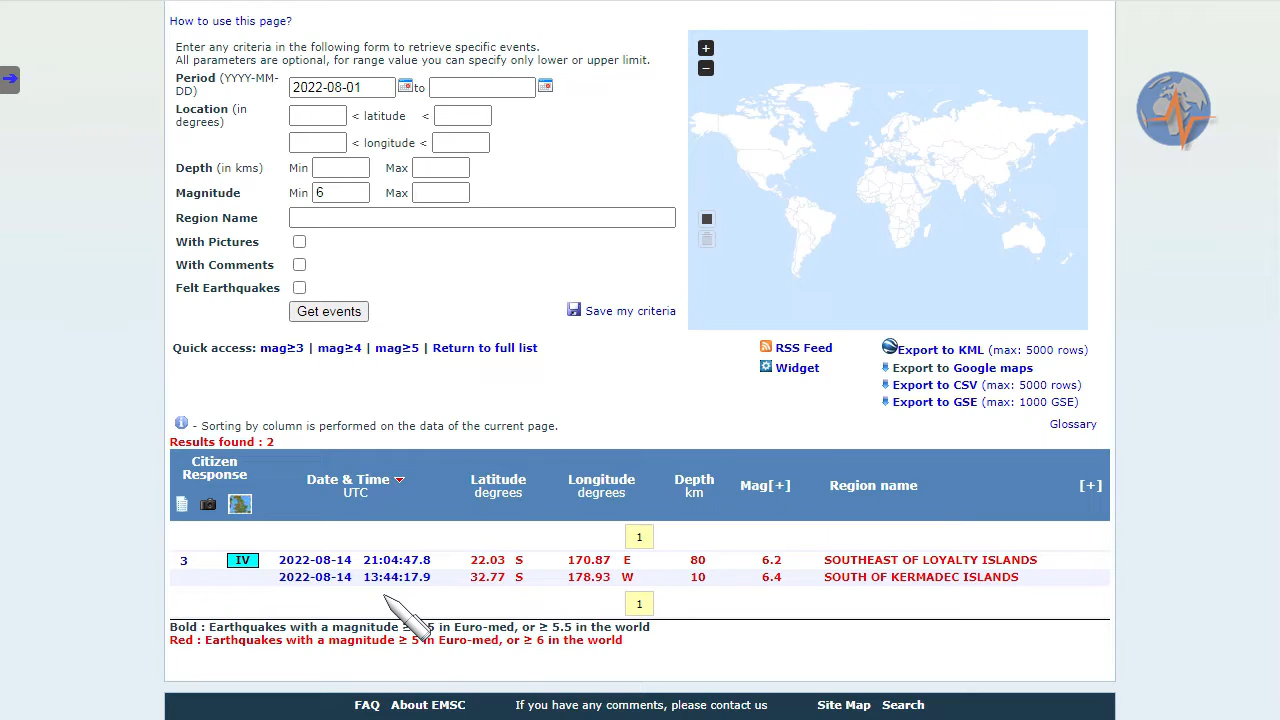 How to use this page?
Enter any criteria in the following form to retrieve specific events.
All parameters are optional, for range value you can specify only lower or upper limit.
Period (YYYY-MM-DD) 2022-08-01 to
Location (in degrees) < latitude <
< longitude <
Depth (in kms) Min Max
Magnitude Min 6 Max
Region Name
With Pictures
With Comments
Felt Earthquakes
Get events Save my criteria
+
−
Quick access: mag≥3 | mag≥4 | mag≥5 | Return to full list
RSS Feed
Widget
Export to KML (max: 5000 rows)
Export to Google maps
Export to CSV (max: 5000 rows)
Export to GSE (max: 1000 GSE)
- Sorting by column is performed on the data of the current page.
Glossary
Results found : 2
Citizen Response Date & Time UTC Latitude degrees Longitude degrees Depth km Mag[+] Region name [+]
1
3 IV 2022-08-14 21:04:47.8 22.03 S 170.87 E 80 6.2 SOUTHEAST OF LOYALTY ISLANDS
2022-08-14 13:44:17.9 32.77 S 178.93 W 10 6.4 SOUTH OF KERMADEC ISLANDS
1
Bold : Earthquakes with a magnitude ≥ 5 in Euro-med, or ≥ 5.5 in the world
Red : Earthquakes with a magnitude ≥ 5 in Euro-med, or ≥ 6 in the world
FAQ About EMSC If you have any comments, please contact us Site Map Search